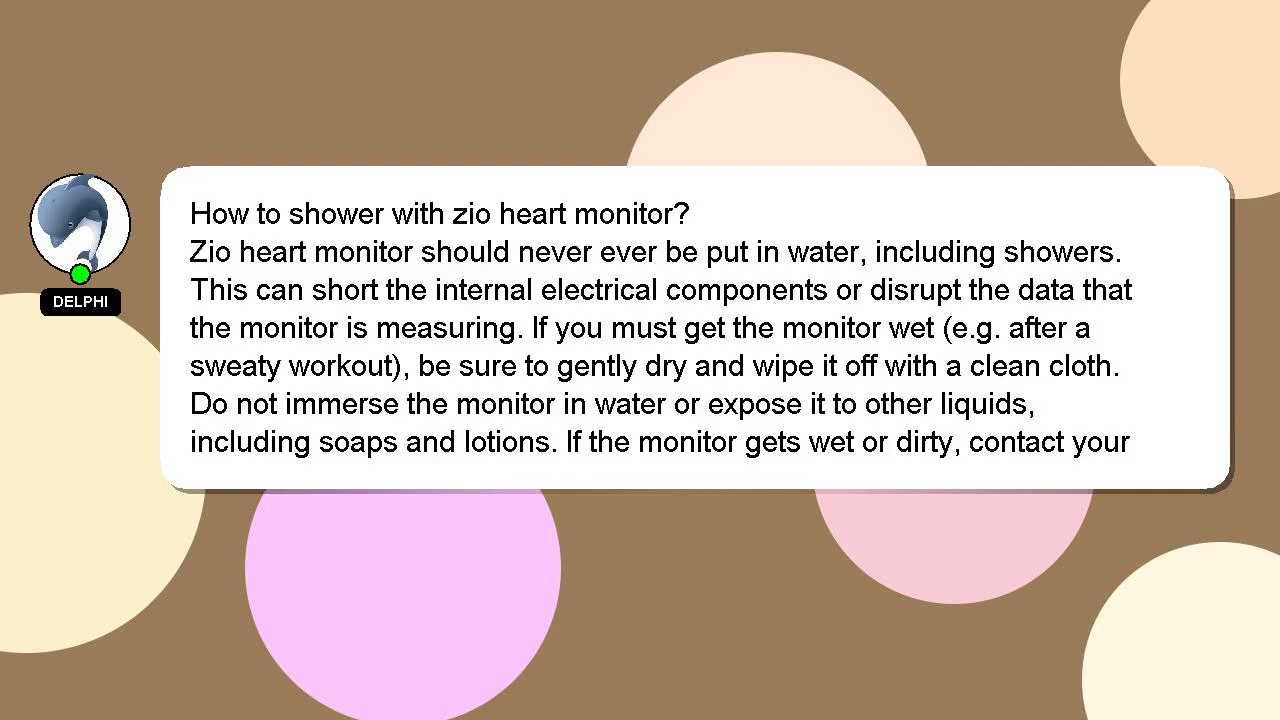 How to shower with zio heart monitor?
Zio heart monitor should never ever be put in water, including showers.
This can short the internal electrical components or disrupt the data that
the monitor is measuring. If you must get the monitor wet (e.g. after a
sweaty workout), be sure to gently dry and wipe it off with a clean cloth.
Do not immerse the monitor in water or expose it to other liquids,
including soaps and lotions. If the monitor gets wet or dirty, contact your
DELPHI